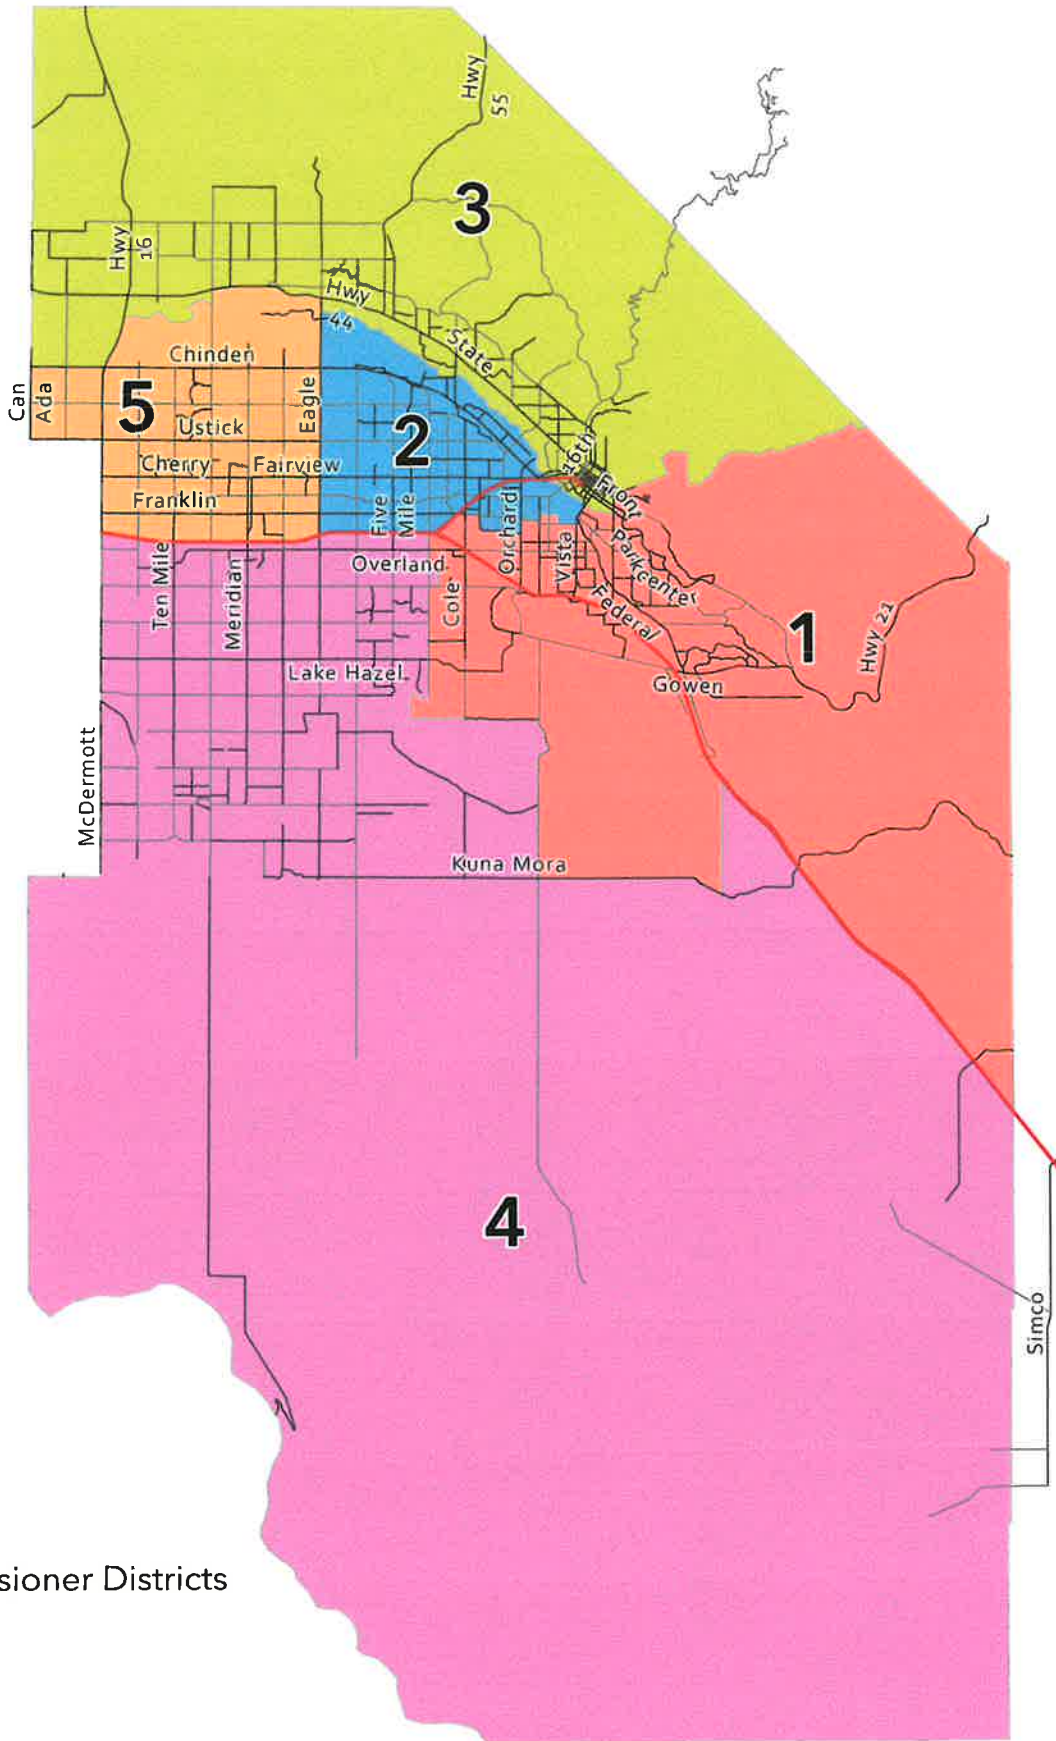 Hwy
55
3
Hwy
16
Hwy
44
State
Chinden
Can
Ada
5
Eagle
2
Ustick
16th
Cherry
Fairview
Franklin
Five
Mile
Orchard
Front
Vista
Parkcenter
Overland
Ten Mile
Meridian
Cole
Federal
1
Hwy 21
Lake Hazel
Gowen
McDermott
Kuna Mora
4
Simco
sioner Districts